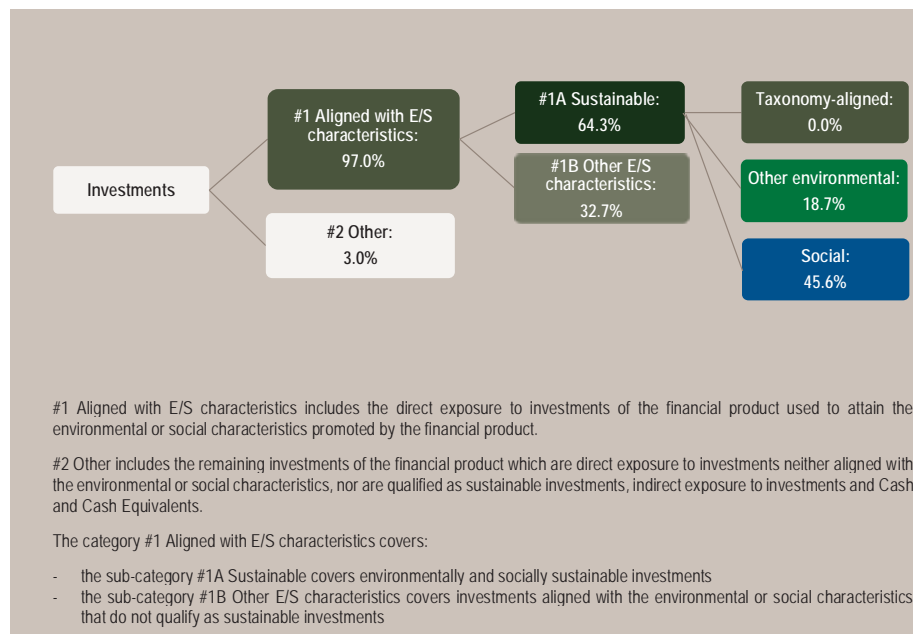 Investments
#1 Aligned with E/S
characteristics:
97.0%
#2 Other:
3.0%
#1A Sustainable:
64.3%
#1B Other E/S
characteristics:
32.7%
Taxonomy-aligned:
0.0%
Other environmental:
18.7%
Social:
45.6%
#1 Aligned with E/S characteristics includes the direct exposure to investments of the financial product used to attain the
environmental or social characteristics promoted by the financial product.
#2 Other includes the remaining investments of the financial product which are direct exposure to investments neither aligned with
the environmental or social characteristics, nor are qualified as sustainable investments, indirect exposure to investments and Cash
and Cash Equivalents.
The category #1 Aligned with E/S characteristics covers:
- the sub-category #1A Sustainable covers environmentally and socially sustainable investments
- the sub-category #1B Other E/S characteristics covers investments aligned with the environmental or social characteristics
that do not qualify as sustainable investments